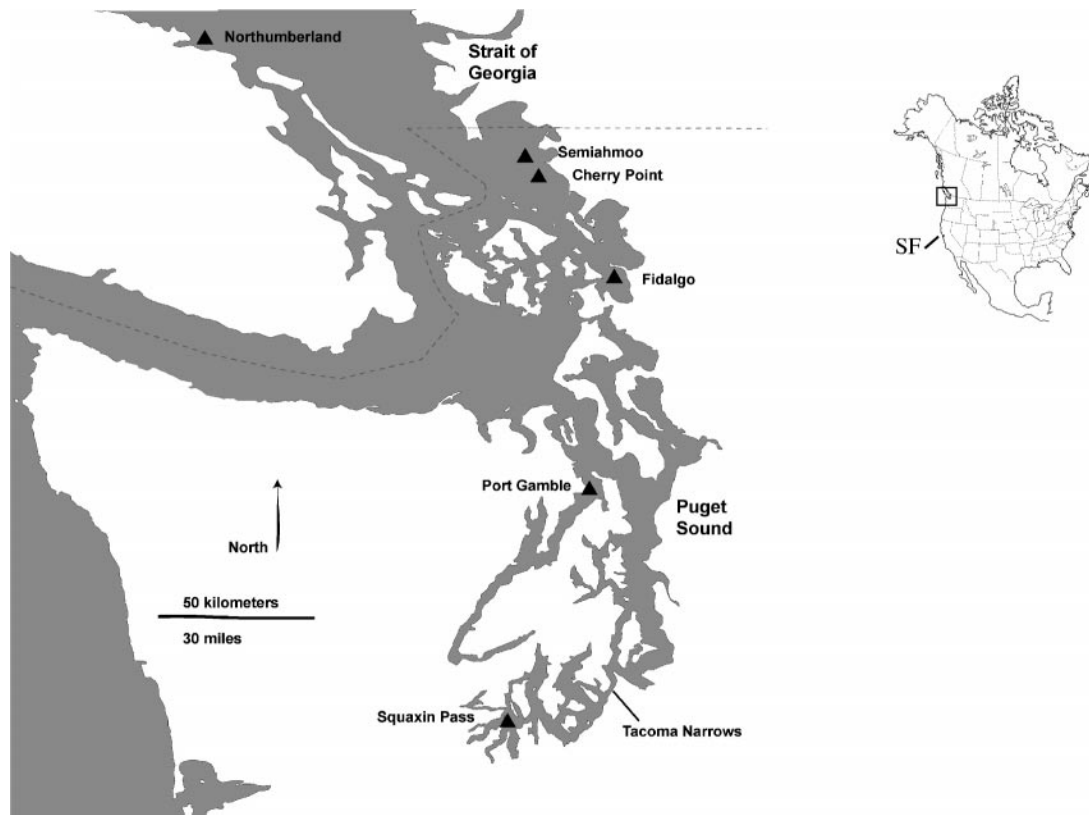 Northumberland
Strait of
Georgia
Semiahmoo
Cherry Point
SF
Fidalgo
Port Gamble
Puget
Sound
North
50 kilometers
30 miles
Squaxin Pass
Tacoma Narrows